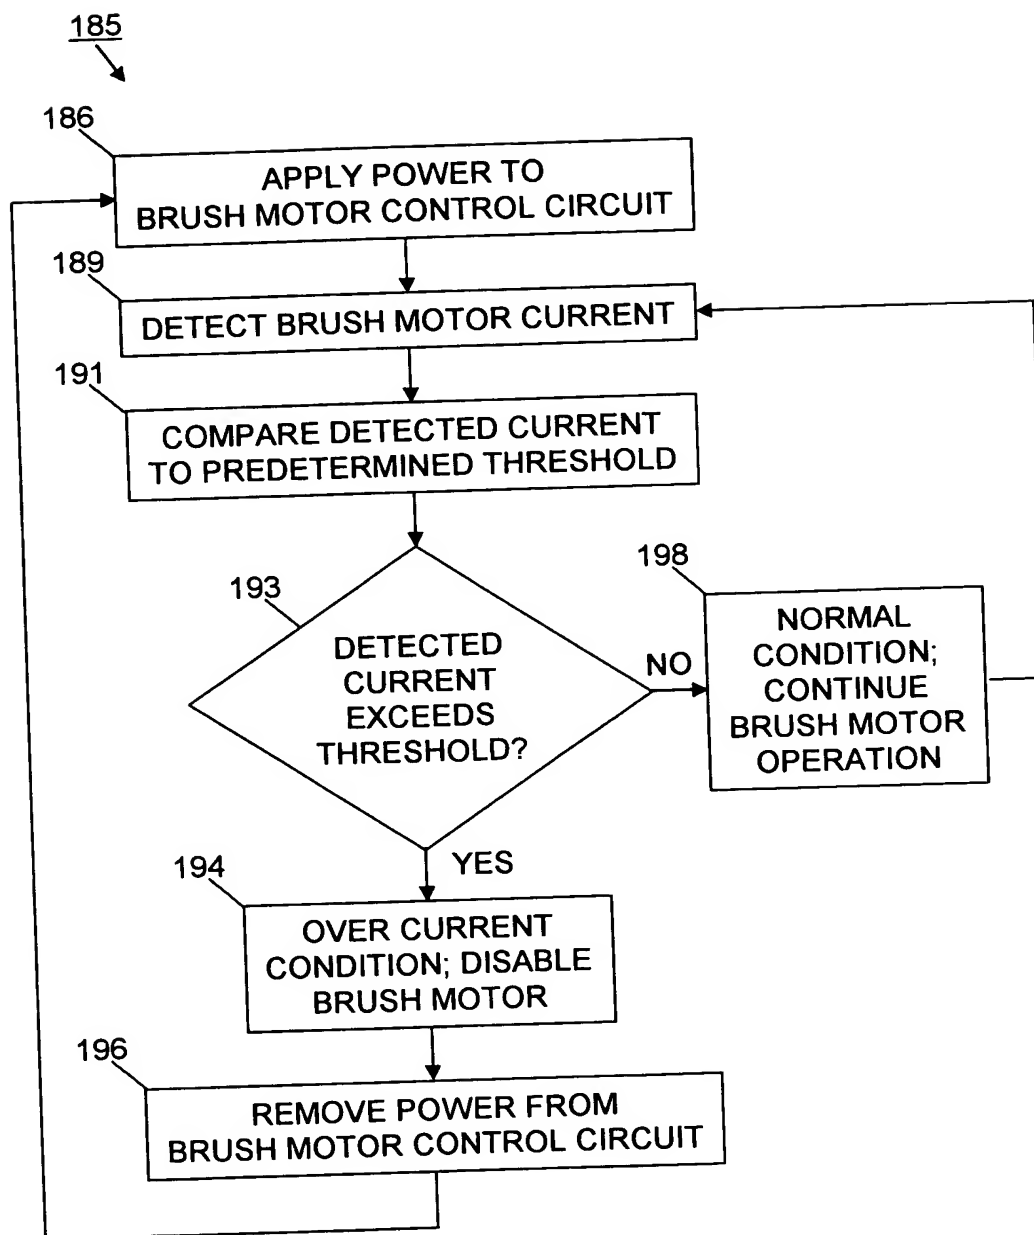 185
186
APPLY POWER TO
BRUSH MOTOR CONTROL CIRCUIT
189
DETECT BRUSH MOTOR CURRENT
191
COMPARE DETECTED CURRENT
TO PREDETERMINED THRESHOLD
193
DETECTED
CURRENT
EXCEEDS
THRESHOLD?
NO
198
NORMAL
CONDITION;
CONTINUE
BRUSH MOTOR
OPERATION
YES
194
OVER CURRENT
CONDITION; DISABLE
BRUSH MOTOR
196
REMOVE POWER FROM
BRUSH MOTOR CONTROL CIRCUIT